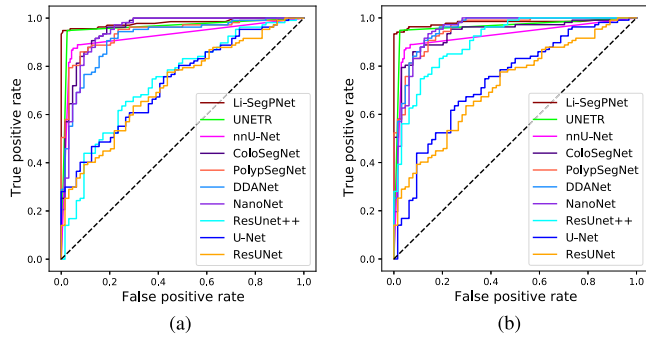 1.0
0.8
0.6
0.4
0.2
0.0
True positive rate
0.0 0.2 0.4 0.6 0.8 1.0
False positive rate
Li-SegPNet
UNETR
nnU-Net
ColoSegNet
PolypSegNet
DDANet
NanoNet
ResUnet++
U-Net
ResUNet
(a)
1.0
0.8
0.6
0.4
0.2
0.0
True positive rate
0.0 0.2 0.4 0.6 0.8 1.0
False positive rate
Li-SegPNet
UNETR
nnU-Net
ColoSegNet
PolypSegNet
DDANet
NanoNet
ResUnet++
U-Net
ResUNet
(b)